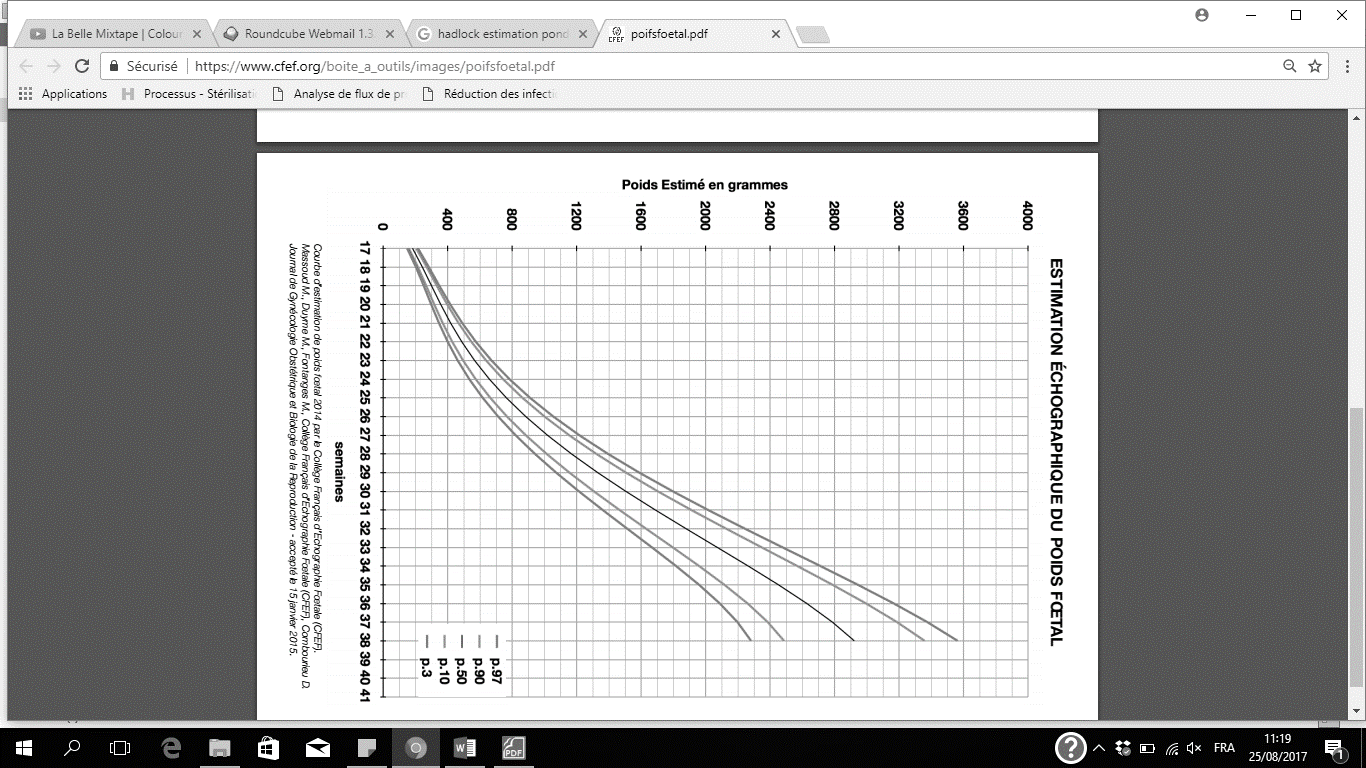 La Belle Mixtape | Colour
Roundcube Webmail 1.3
hadlock estimation pond
CFEF
poifsfoetal.pdf
Sécurisé
https://www.cfef.org/boite_a_outils/images/poifsfoetal.pdf
Applications
Processus - Stérilisati
Analyse de flux de pr
Réduction des infecti
ESTIMATION ÉCHOGRAPHIQUE DU POIDS FŒTAL
Poids Estimé en grammes
4000
3600
3200
2800
2400
2000
1600
1200
800
400
0
17 18 19 20 21 22 23 24 25 26 27 28 29 30 31 32 33 34 35 36 37 38 39 40 41
semaines
p.97
p.90
p.50
p.10
p.3
Courbe d'estimation de poids fœtal 2014 par le Collège Français d'Echographie Fœtale (CFEF).
Massoud M., Duyme M., Fontanges M., Collège Français d'Echographie Fœtale (CFEF), Combourieu D.
Journal de Gynécologie Obstétrique et Biologie de la Reproduction - accepté le 15 janvier 2015.
PDF
FRA
11:19
25/08/2017
1